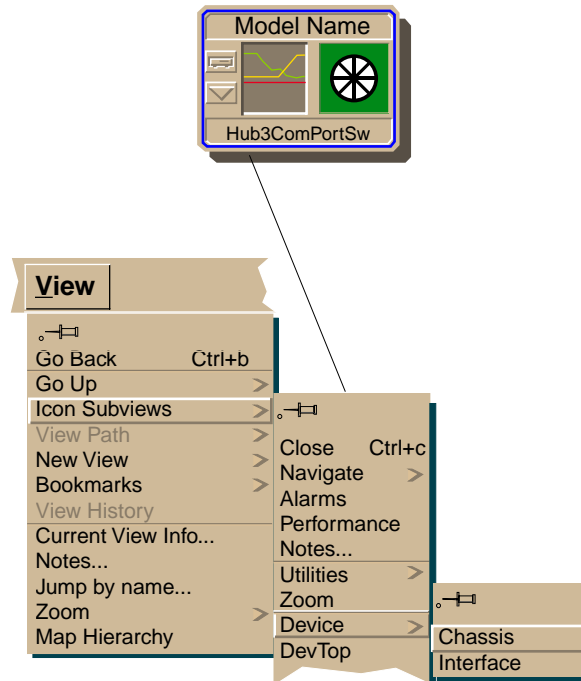 Model Name
Hub3ComPortSw
View
Go Back Ctrl+b
Go Up
Icon Subviews
View Path
New View
Bookmarks
View History
Current View Info...
Notes...
Jump by name...
Zoom
Map Hierarchy
Close Ctrl+c
Navigate
Alarms
Performance
Notes...
Utilities
Zoom
Device
DevTop
Chassis
Interface